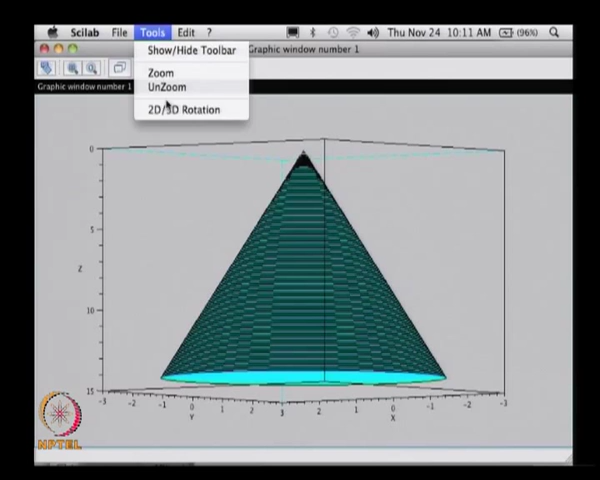 Scilab File Tools Edit ? Thu Nov 24 10:11 AM (96%)
Graphic window number 1
Show/Hide Toolbar
Zoom
UnZoom
2D/3D Rotation
Graphic window number 1
0
5
Z
10
15
-3 -2 -1 0 1 2 3 2 1 0 -1 -2 -3
Y X
NPTEL